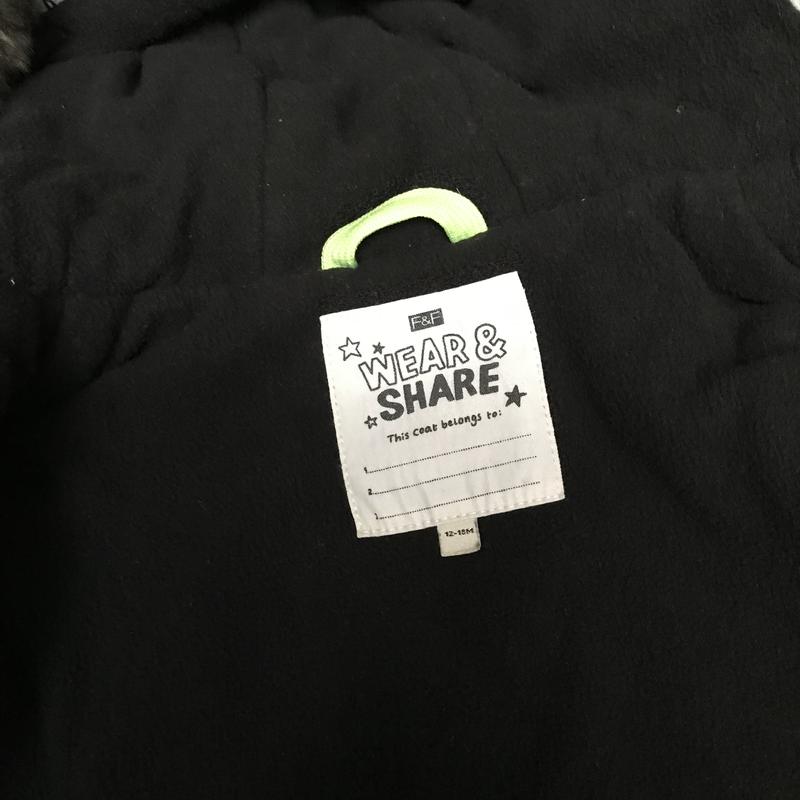 F&F
WEAR &
SHARE
This coat belongs to:
1.
2.
3.
12-18M